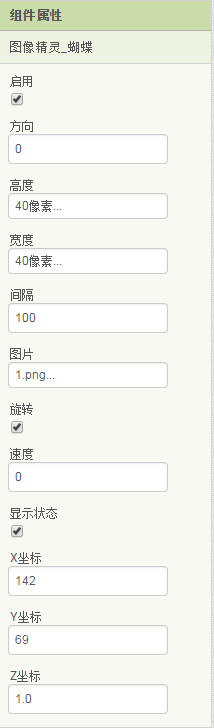 组件属性
图像精灵_蝴蝶
启用
方向
0
高度
40像素...
宽度
40像素...
间隔
100
图片
1.png...
旋转
速度
0
显示状态
X坐标
142
Y坐标
69
Z坐标
1.0